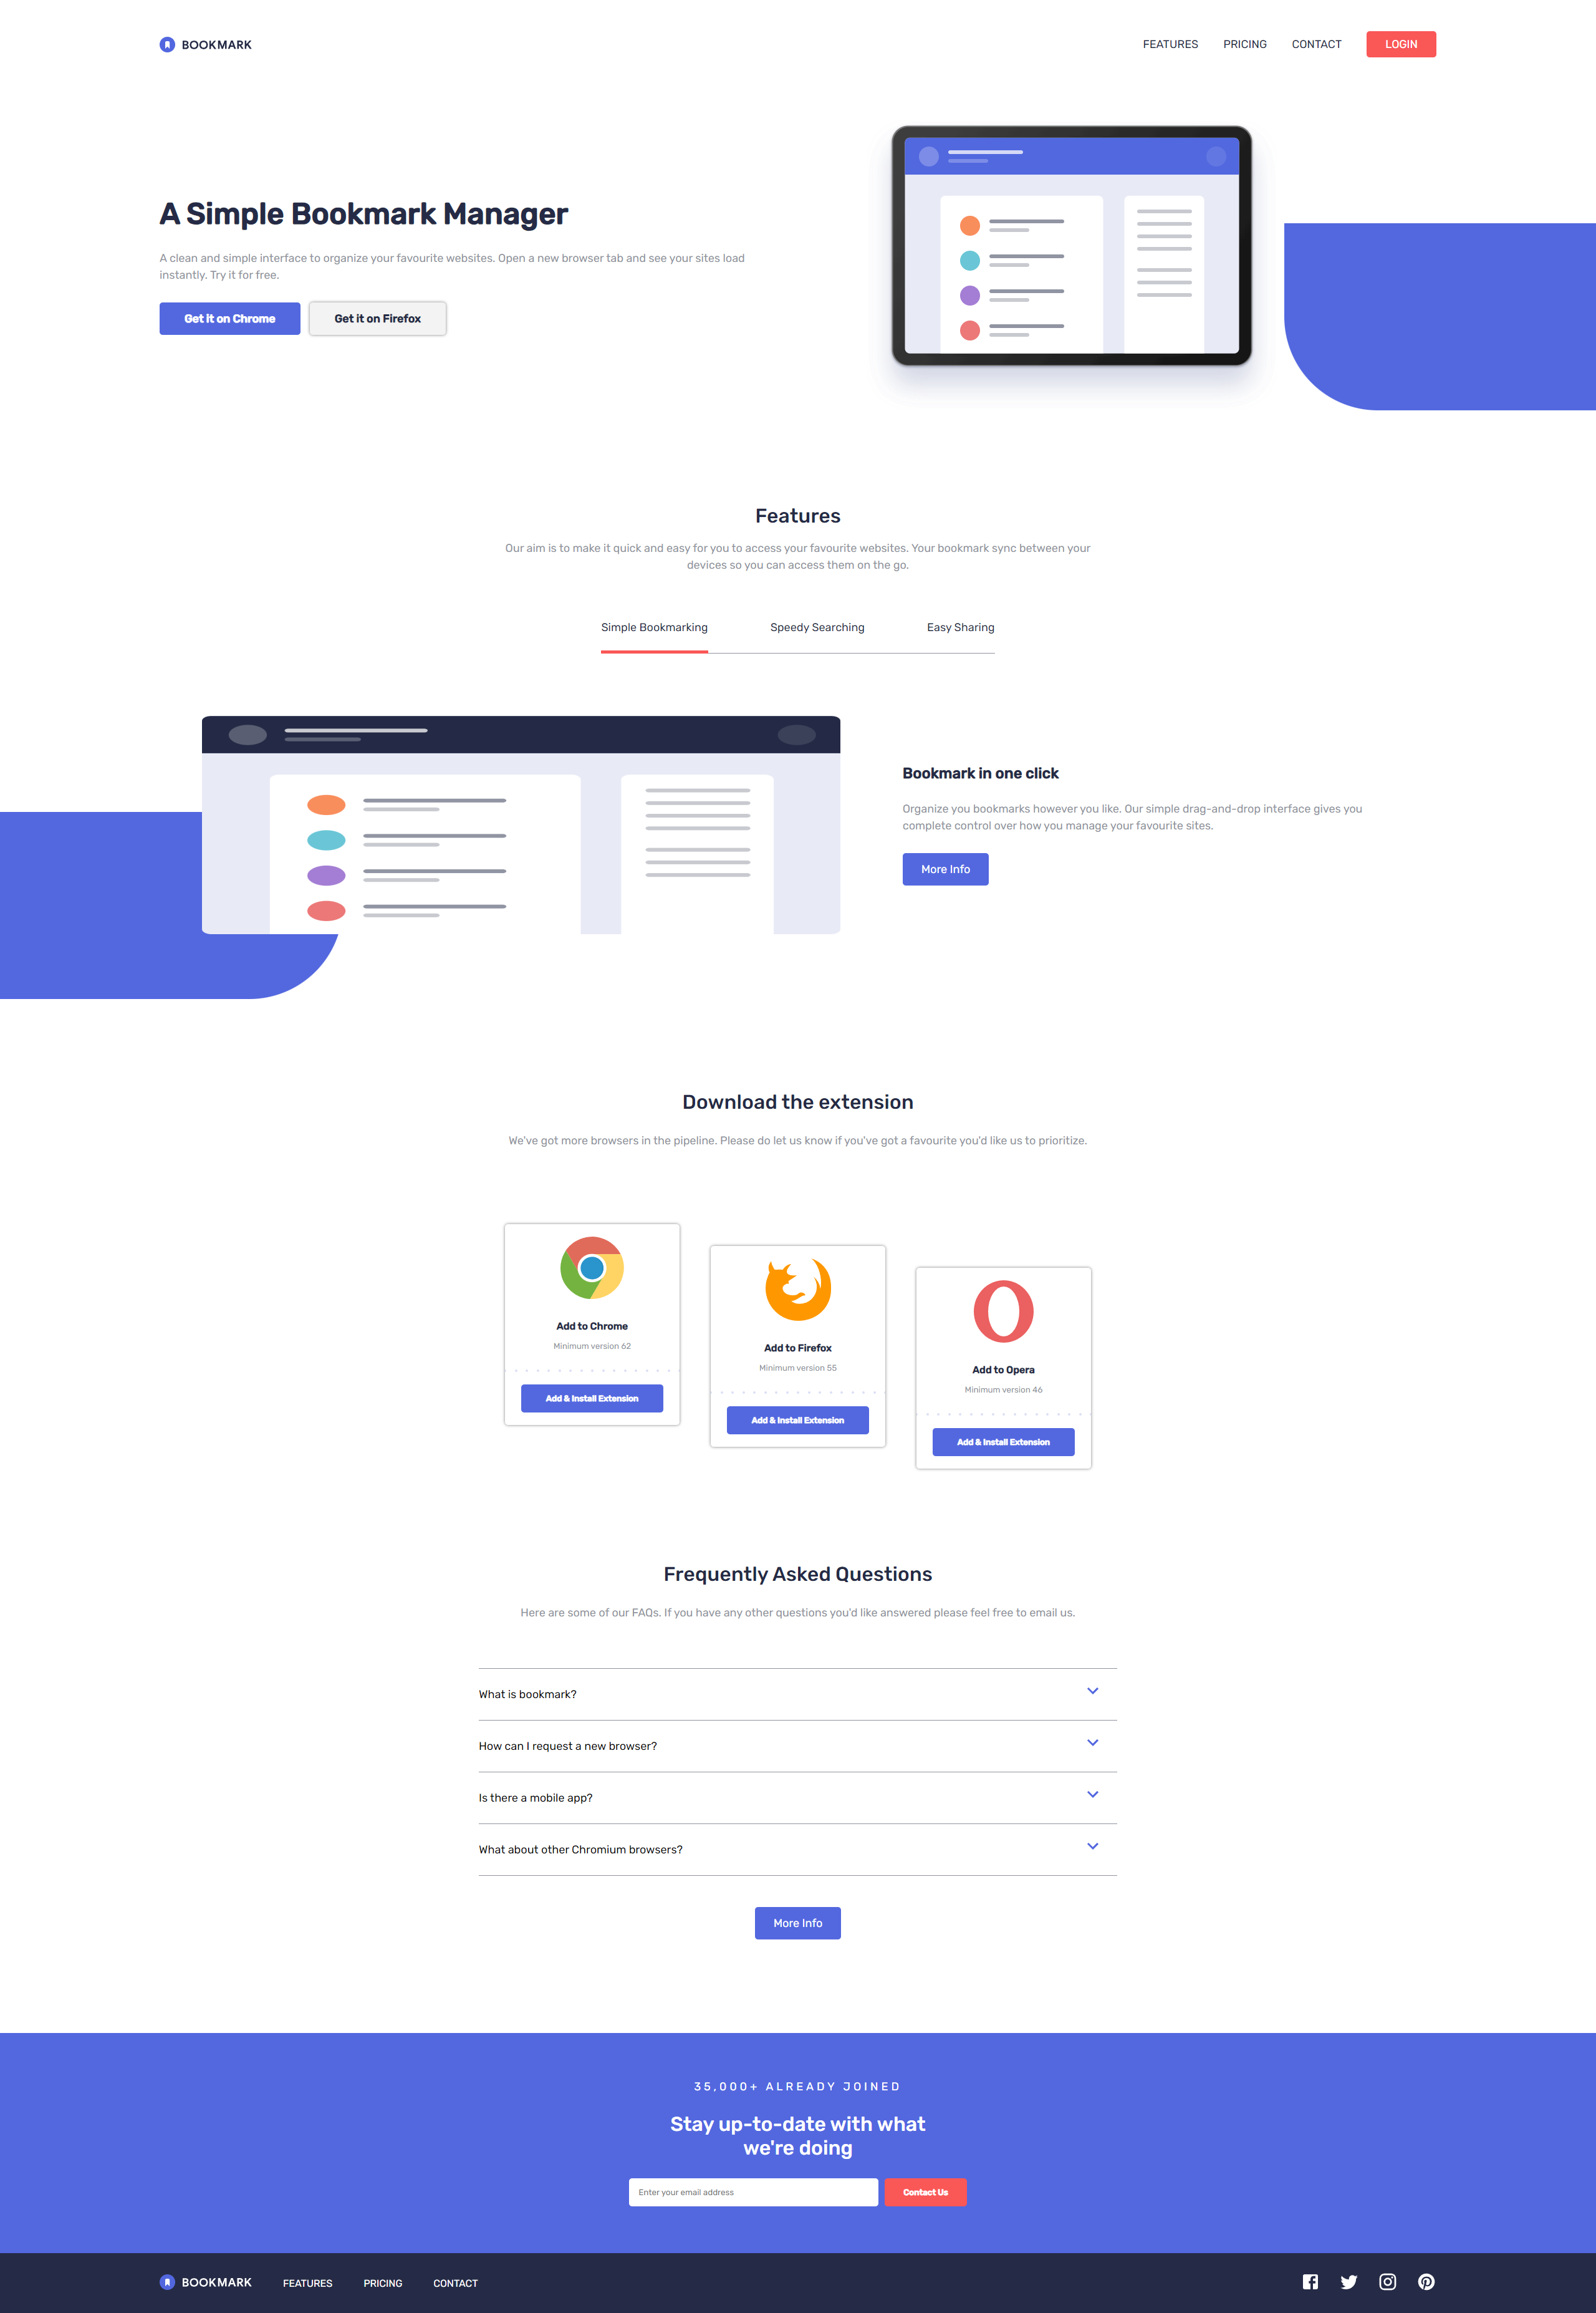 BOOKMARK
FEATURES PRICING CONTACT LOGIN
A Simple Bookmark Manager
A clean and simple interface to organize your favourite websites. Open a new browser tab and see your sites load
instantly. Try it for free.
Get it on Chrome Get it on Firefox
Features
Our aim is to make it quick and easy for you to access your favourite websites. Your bookmark sync between your
devices so you can access them on the go.
Simple Bookmarking Speedy Searching Easy Sharing
Bookmark in one click
Organize you bookmarks however you like. Our simple drag-and-drop interface gives you
complete control over how you manage your favourite sites.
More Info
Download the extension
We've got more browsers in the pipeline. Please do let us know if you've got a favourite you'd like us to prioritize.
Add to Chrome
Minimum version 62
Add & Install Extension
Add to Firefox
Minimum version 55
Add & Install Extension
Add to Opera
Minimum version 46
Add & Install Extension
Frequently Asked Questions
Here are some of our FAQs. If you have any other questions you'd like answered please feel free to email us.
What is bookmark?
How can I request a new browser?
Is there a mobile app?
What about other Chromium browsers?
More Info
35,000+ ALREADY JOINED
Stay up-to-date with what
we're doing
Enter your email address Contact Us
BOOKMARK FEATURES PRICING CONTACT